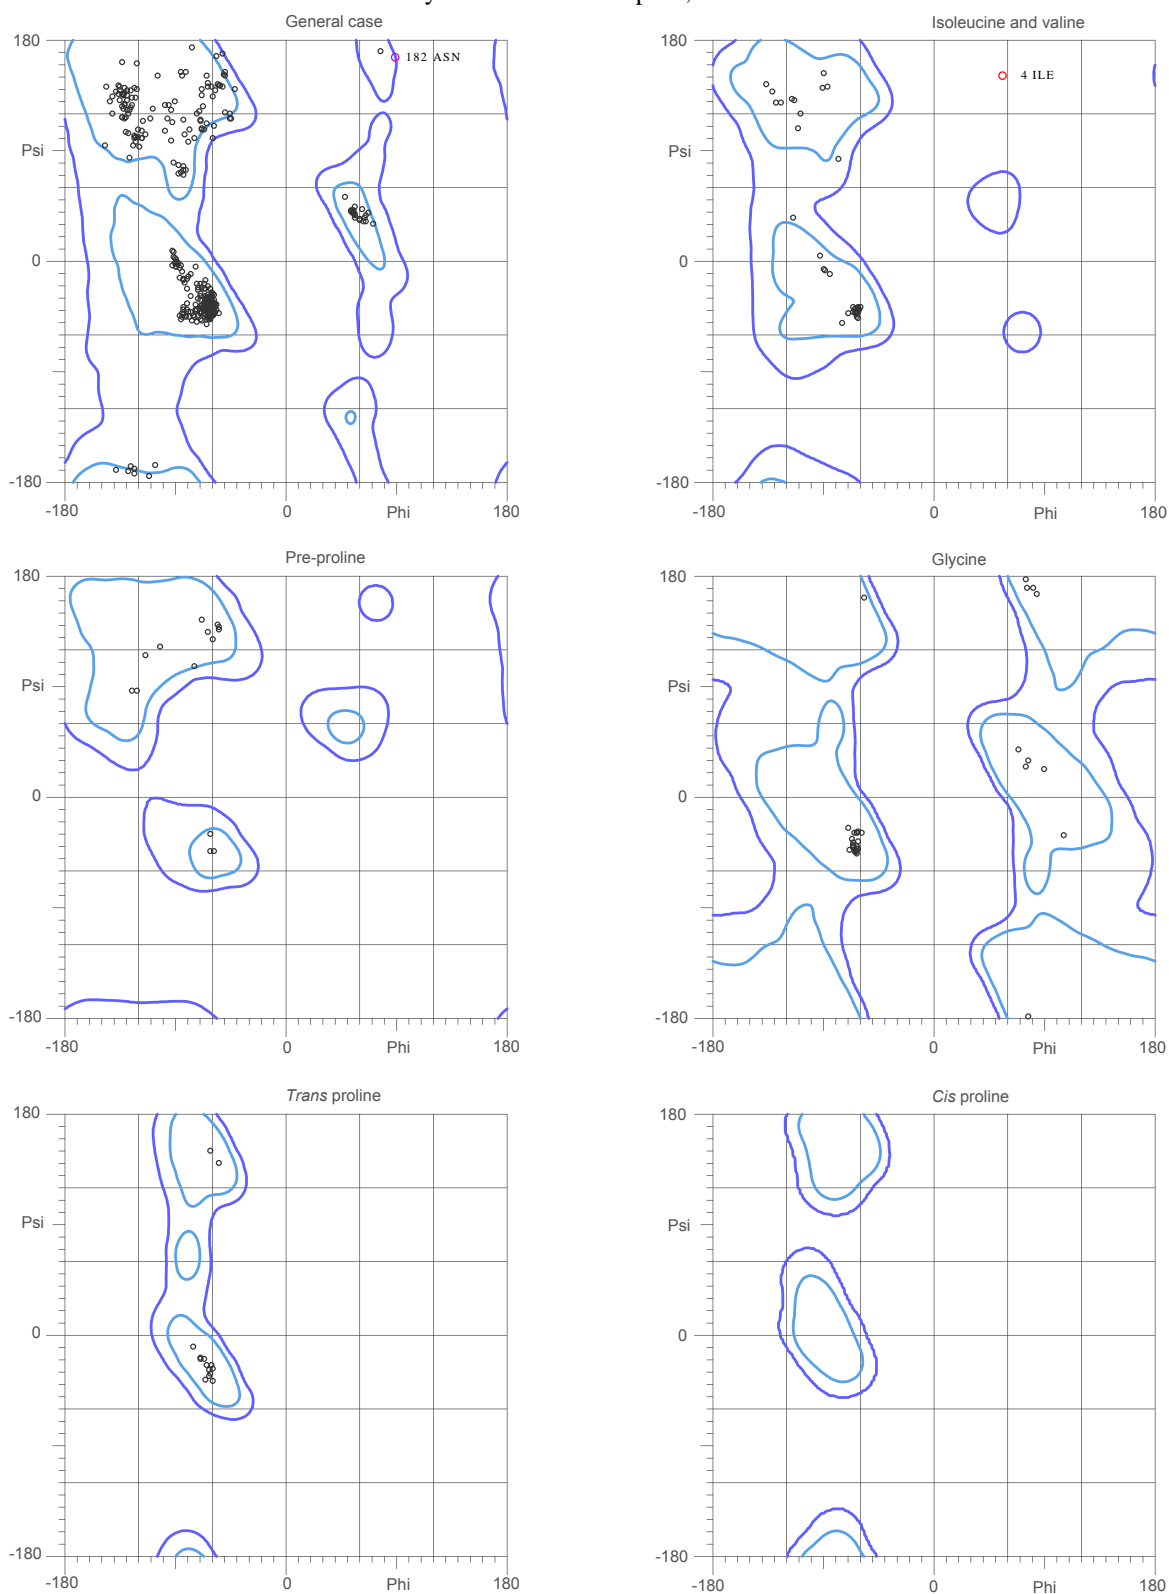 General case
Isoleucine and valine
180
182 ASN
180
4 ILE
Psi
Psi
0
0
-180
-180
-180
0
Phi
180
-180
0
Phi
180
Pre-proline
Glycine
180
180
Psi
Psi
0
0
-180
-180
-180
0
Phi
180
-180
0
Phi
180
Trans proline
Cis proline
180
180
Psi
Psi
0
0
-180
-180
-180
0
Phi
180
-180
0
Phi
180